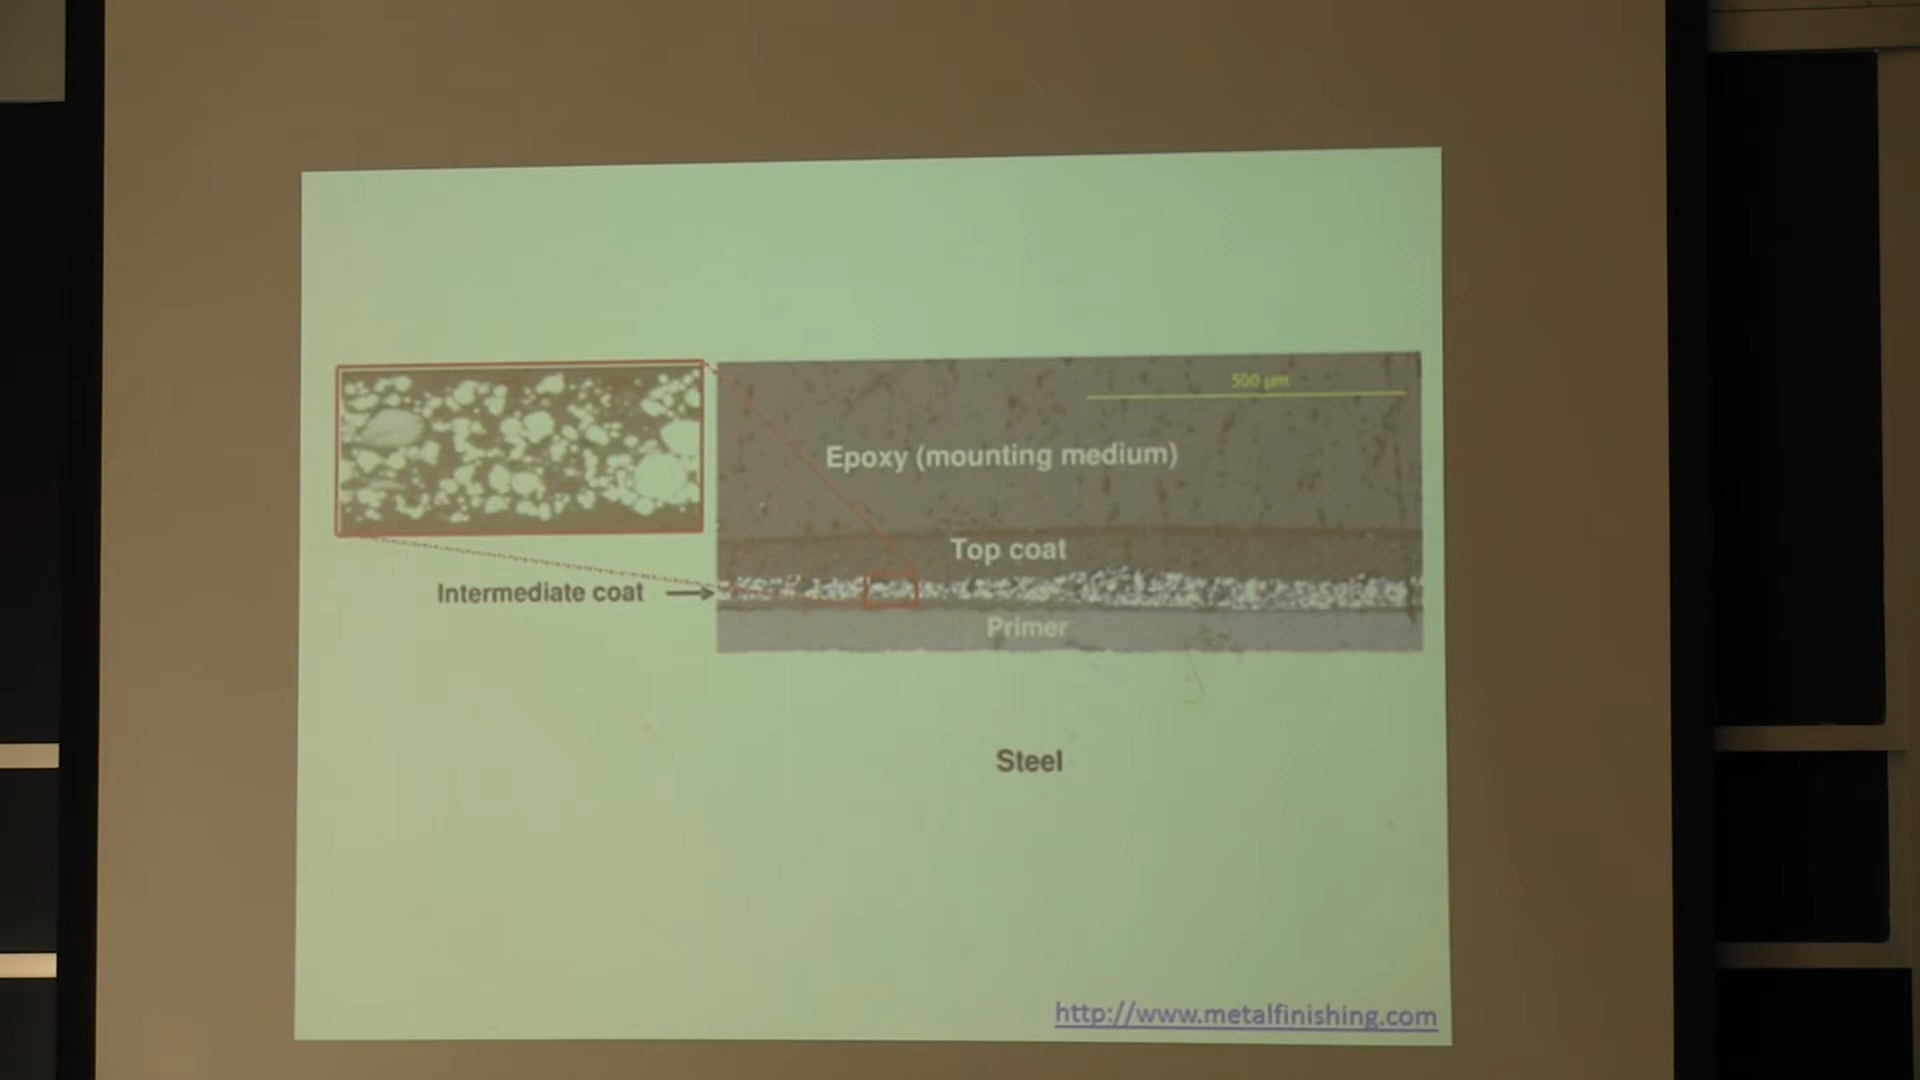 500 µm
Epoxy (mounting medium)
Top coat
Intermediate coat
Primer
Steel
http://www.metalfinishing.com